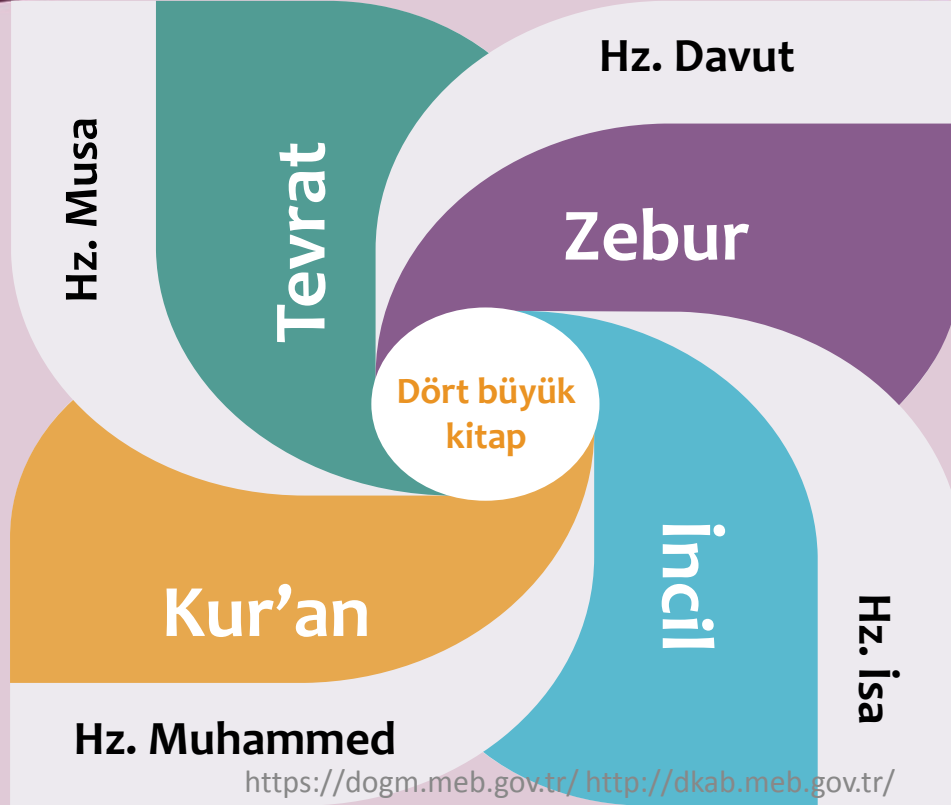 Hz. Musa
Tevrat
Hz. Davut
Zebur
Dört büyük
kitap
İncil
Hz. İsa
Kur’an
Hz. Muhammed
https://dogm.meb.gov.tr/ http://dkab.meb.gov.tr/